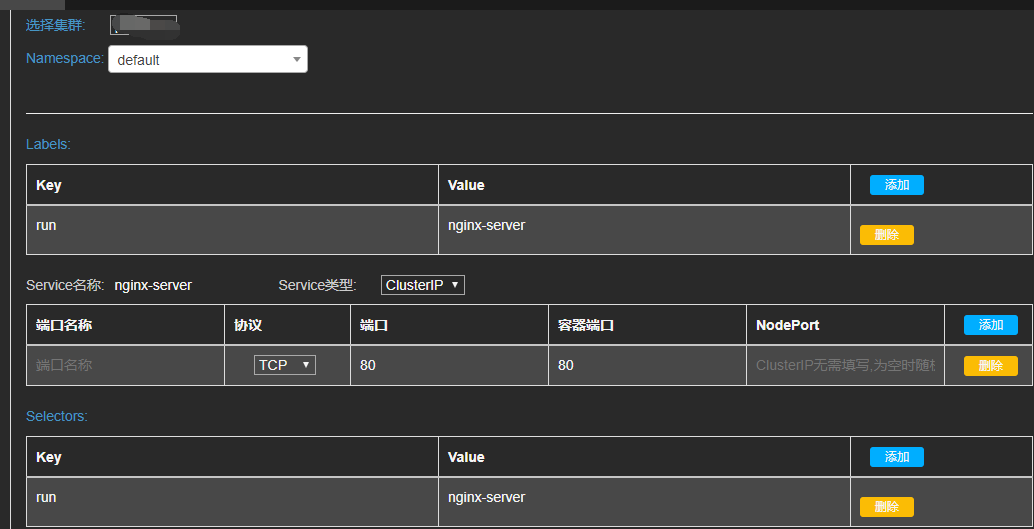 选择集群:
Namespace: default
Labels:
Key Value 添加
run nginx-server 删除
Service名称: nginx-server Service类型: ClusterIP
端口名称 协议 端口 容器端口 NodePort 添加
端口名称 TCP 80 80 ClusterIP无需填写,为空时随机 删除
Selectors:
Key Value 添加
run nginx-server 删除